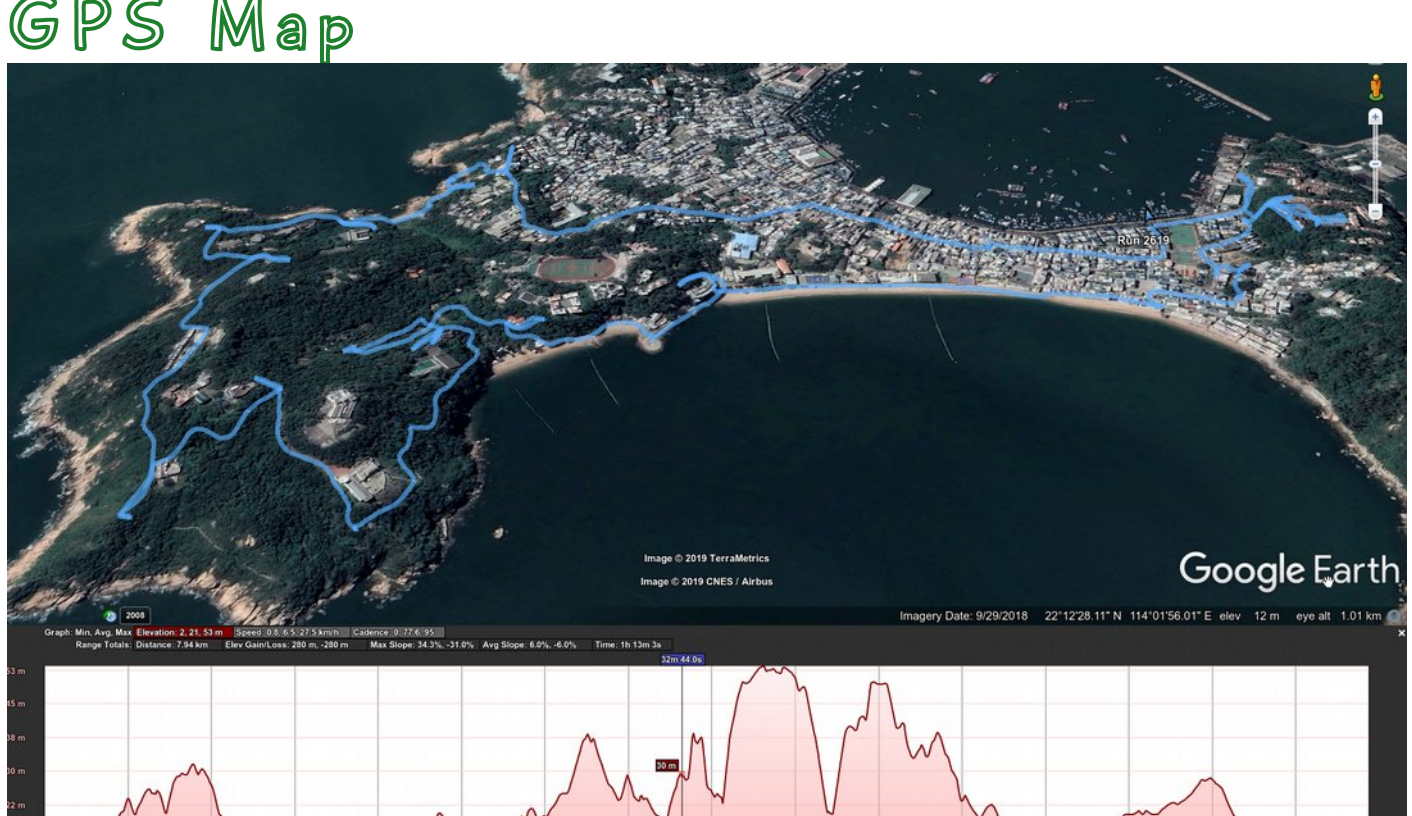 GPS Map
Run 2619
Image © 2019 TerraMetrics
Image © 2019 CNES / Airbus
Google Earth
2008
Imagery Date: 9/29/2018 22°12'28.11" N 114°01'56.01" E elev 12 m eye alt 1.01 km
Graph: Min, Avg, Max Elevation: 2, 21, 53 m Speed: 0.8, 6.5, 27.5 km/h Cadence: 0, 77.6, 95
Range Totals: Distance: 7.94 km Elev Gain/Loss: 280 m, -280 m Max Slope: 34.3%, -31.0% Avg Slope: 6.0%, -6.0% Time: 1h 13m 3s
32m 44.0s
53 m
45 m
38 m
30 m
30 m
22 m